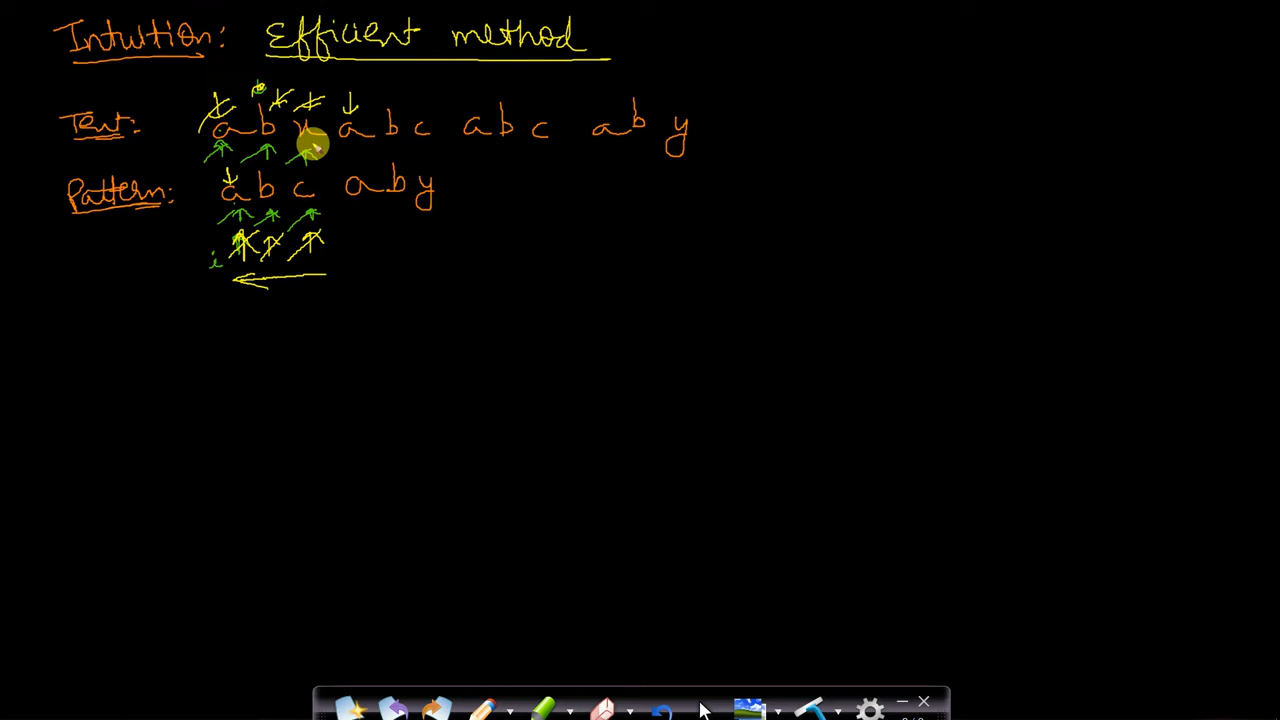 Intuition: Efficient method
Text: a b x a b c a b c a b y
Pattern: a b c a b y
i